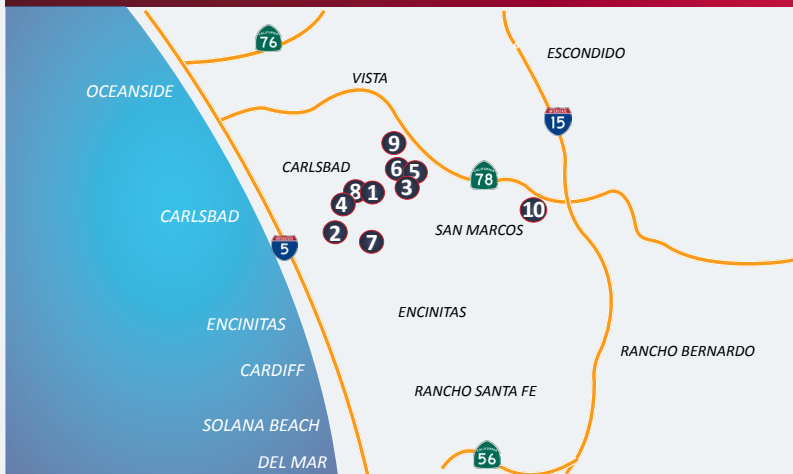 CALIFORNIA
76
ESCONDIDO
VISTA
OCEANSIDE
15
9
CARLSBAD
6
5
78
8
1
3
4
10
CARLSBAD
2
7
SAN MARCOS
5
ENCINITAS
ENCINITAS
RANCHO BERNARDO
CARDIFF
RANCHO SANTA FE
SOLANA BEACH
56
DEL MAR